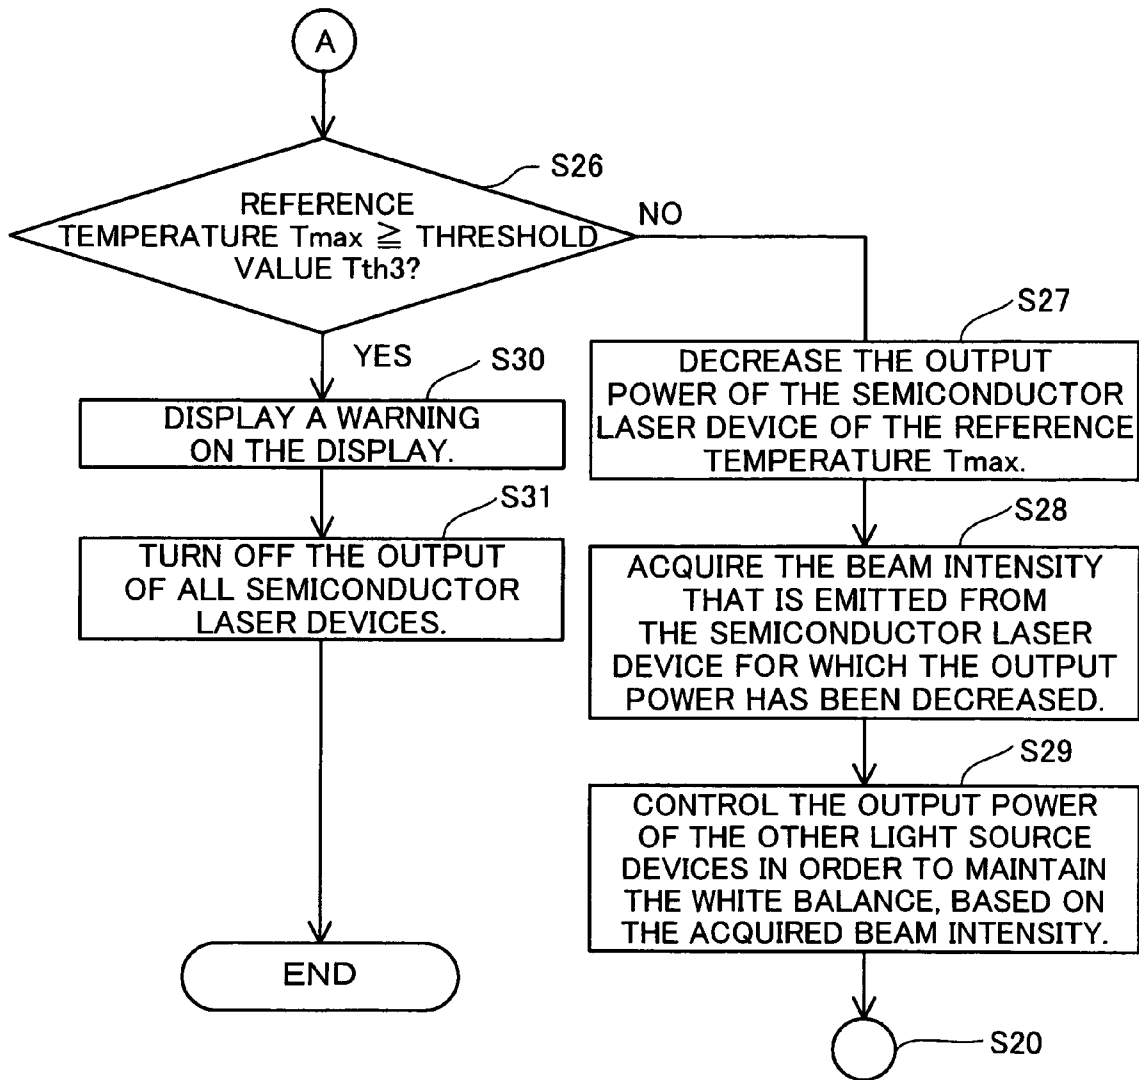 A
S26
REFERENCE
TEMPERATURE Tmax ≧ THRESHOLD
VALUE Tth3?
NO
YES
S30
DISPLAY A WARNING
ON THE DISPLAY.
S31
TURN OFF THE OUTPUT
OF ALL SEMICONDUCTOR
LASER DEVICES.
END
S27
DECREASE THE OUTPUT
POWER OF THE SEMICONDUCTOR
LASER DEVICE OF THE REFERENCE
TEMPERATURE Tmax.
S28
ACQUIRE THE BEAM INTENSITY
THAT IS EMITTED FROM
THE SEMICONDUCTOR LASER
DEVICE FOR WHICH THE OUTPUT
POWER HAS BEEN DECREASED.
S29
CONTROL THE OUTPUT POWER
OF THE OTHER LIGHT SOURCE
DEVICES IN ORDER TO MAINTAIN
THE WHITE BALANCE, BASED ON
THE ACQUIRED BEAM INTENSITY.
S20